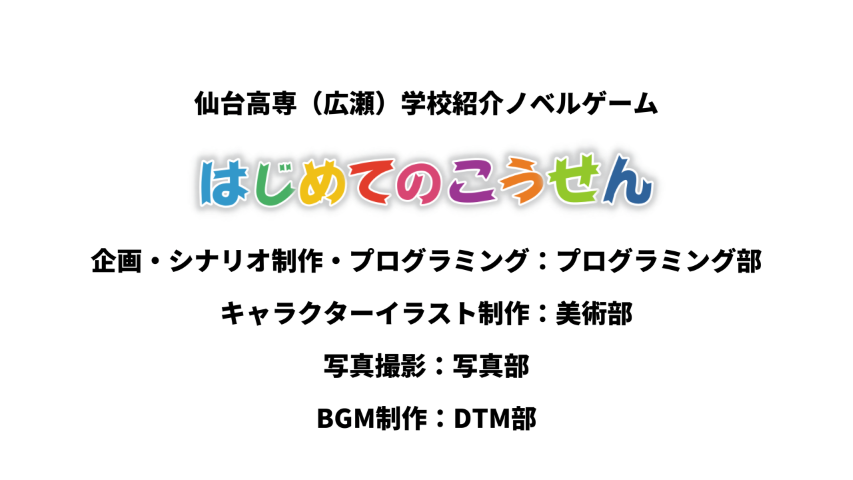 仙台高専（広瀬）学校紹介ノベルゲーム
はじめてのこうせん
企画・シナリオ制作・プログラミング：プログラミング部
キャラクターイラスト制作：美術部
写真撮影：写真部
BGM制作：DTM部